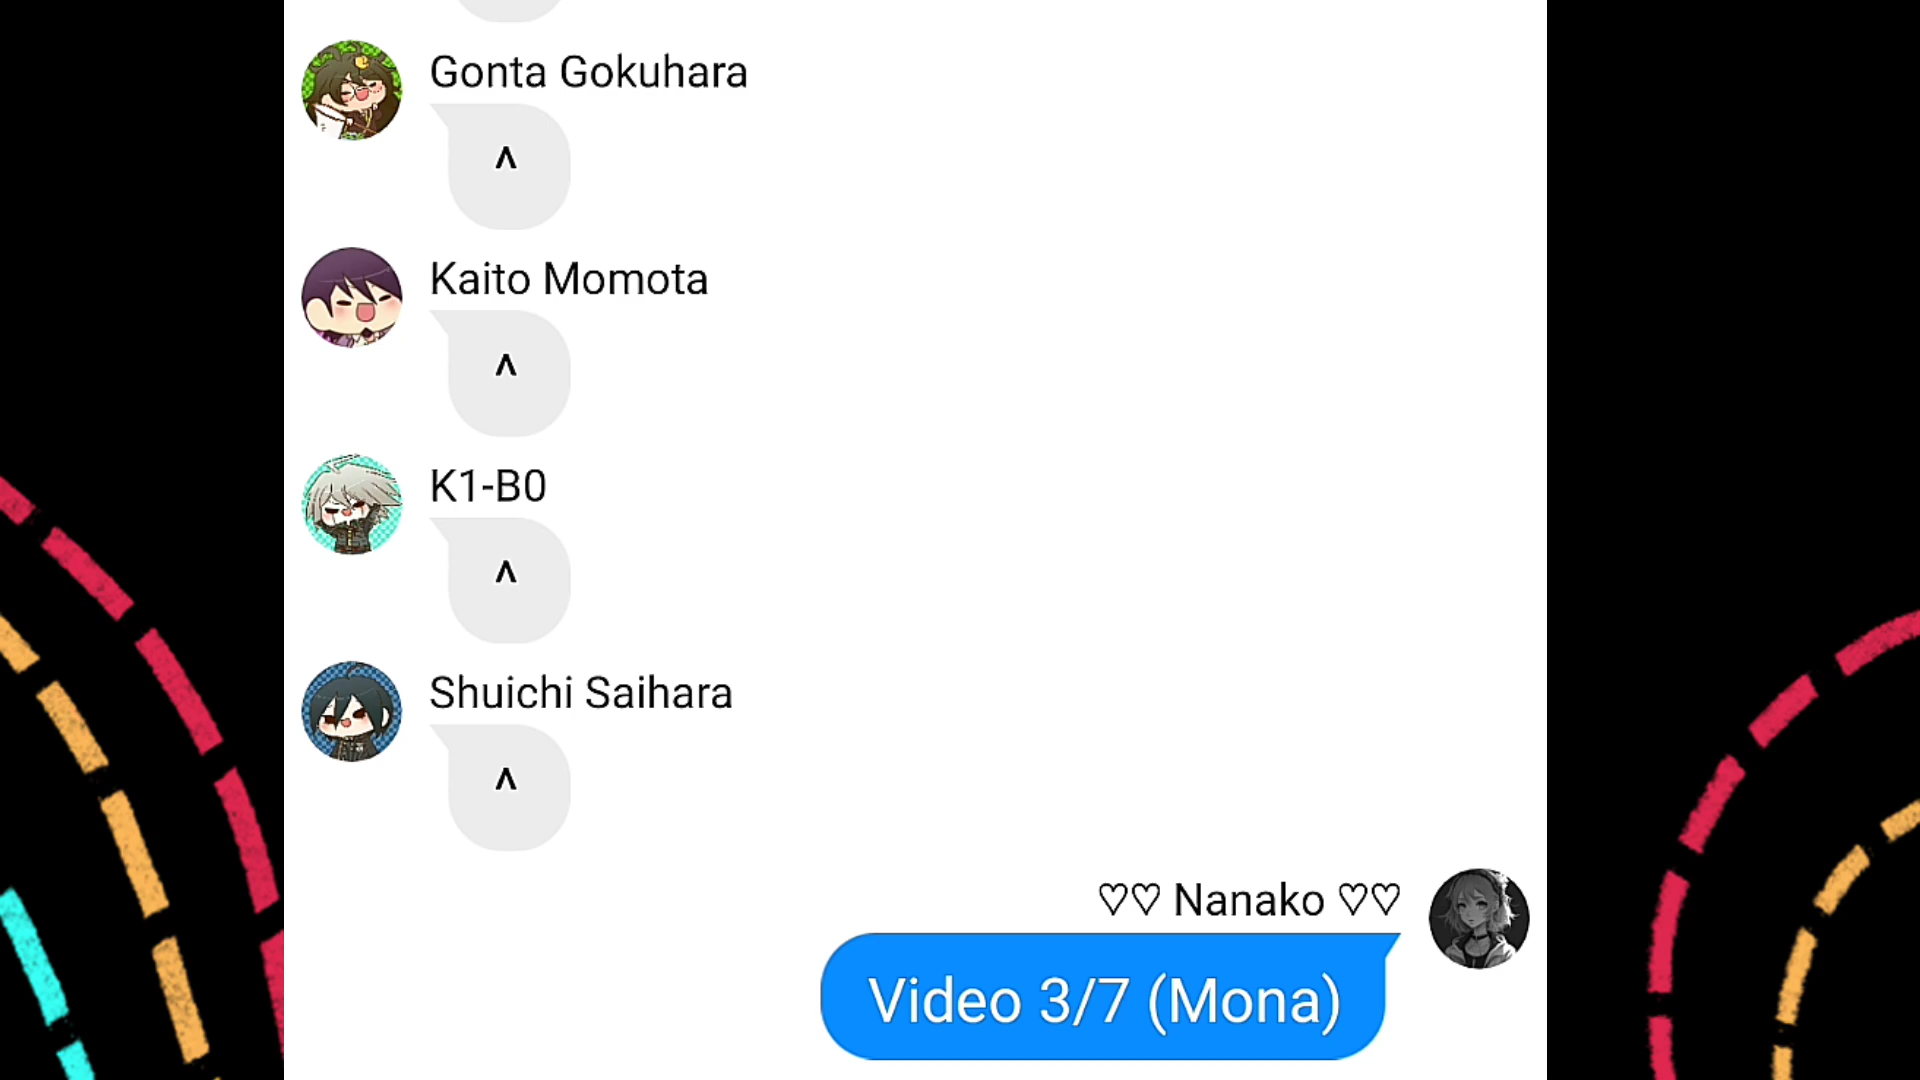 Gonta Gokuhara
^
Kaito Momota
^
K1-B0
^
Shuichi Saihara
^
♡♡ Nanako ♡♡
Video 3/7 (Mona)